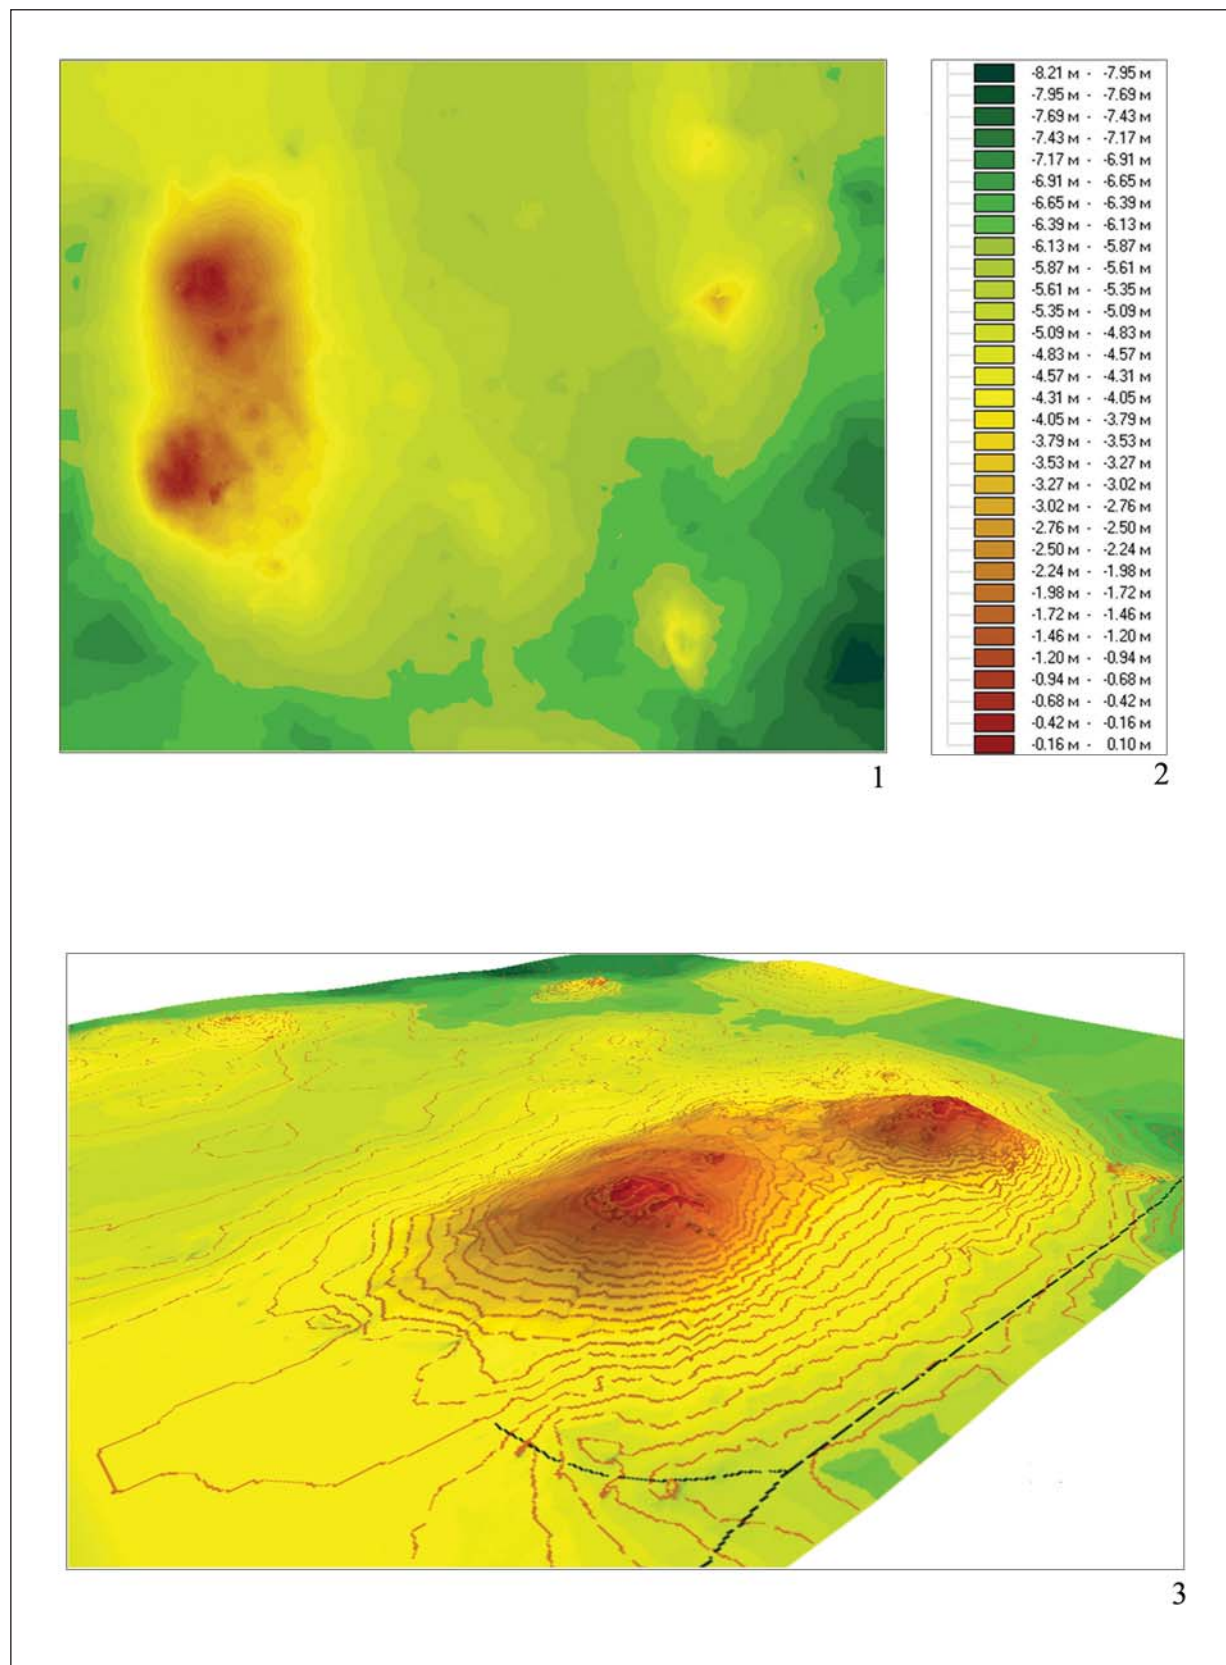 1
-8.21 м - -7.95 м
-7.95 м - -7.69 м
-7.69 м - -7.43 м
-7.43 м - -7.17 м
-7.17 м - -6.91 м
-6.91 м - -6.65 м
-6.65 м - -6.39 м
-6.39 м - -6.13 м
-6.13 м - -5.87 м
-5.87 м - -5.61 м
-5.61 м - -5.35 м
-5.35 м - -5.09 м
-5.09 м - -4.83 м
-4.83 м - -4.57 м
-4.57 м - -4.31 м
-4.31 м - -4.05 м
-4.05 м - -3.79 м
-3.79 м - -3.53 м
-3.53 м - -3.27 м
-3.27 м - -3.02 м
-3.02 м - -2.76 м
-2.76 м - -2.50 м
-2.50 м - -2.24 м
-2.24 м - -1.98 м
-1.98 м - -1.72 м
-1.72 м - -1.46 м
-1.46 м - -1.20 м
-1.20 м - -0.94 м
-0.94 м - -0.68 м
-0.68 м - -0.42 м
-0.42 м - -0.16 м
-0.16 м - 0.10 м
2
3